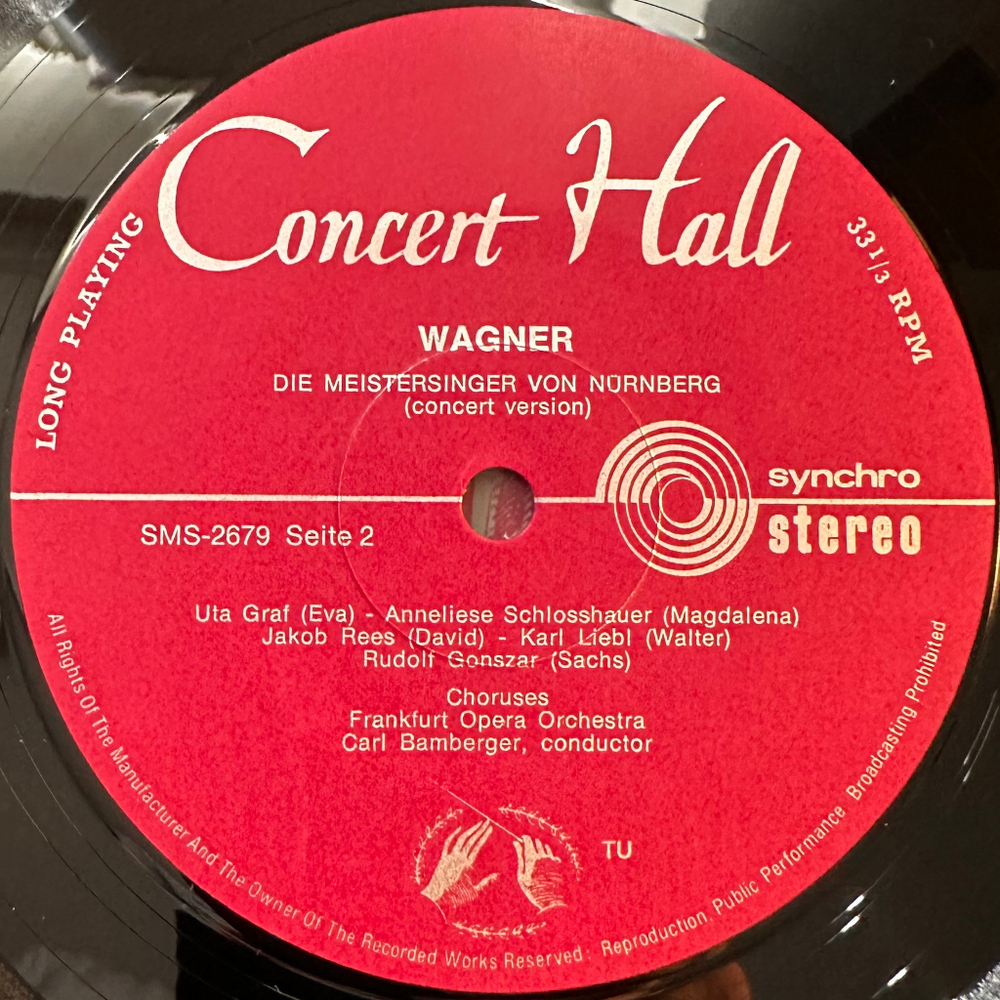 Concert Hall
LONG PLAYING
33 1/3 RPM
WAGNER
DIE MEISTERSINGER VON NÜRNBERG
(concert version)
synchro
stereo
SMS-2679 Seite 2
Uta Graf (Eva) - Anneliese Schlosshauer (Magdalena)
Jakob Rees (David) - Karl Liebl (Walter)
Rudolf Gonszar (Sachs)
Choruses
Frankfurt Opera Orchestra
Carl Bamberger, conductor
TU
All Rights Of The Manufacturer And The Owner Of The Recorded Works Reserved: Reproduction, Public Performance Broadcasting Prohibited